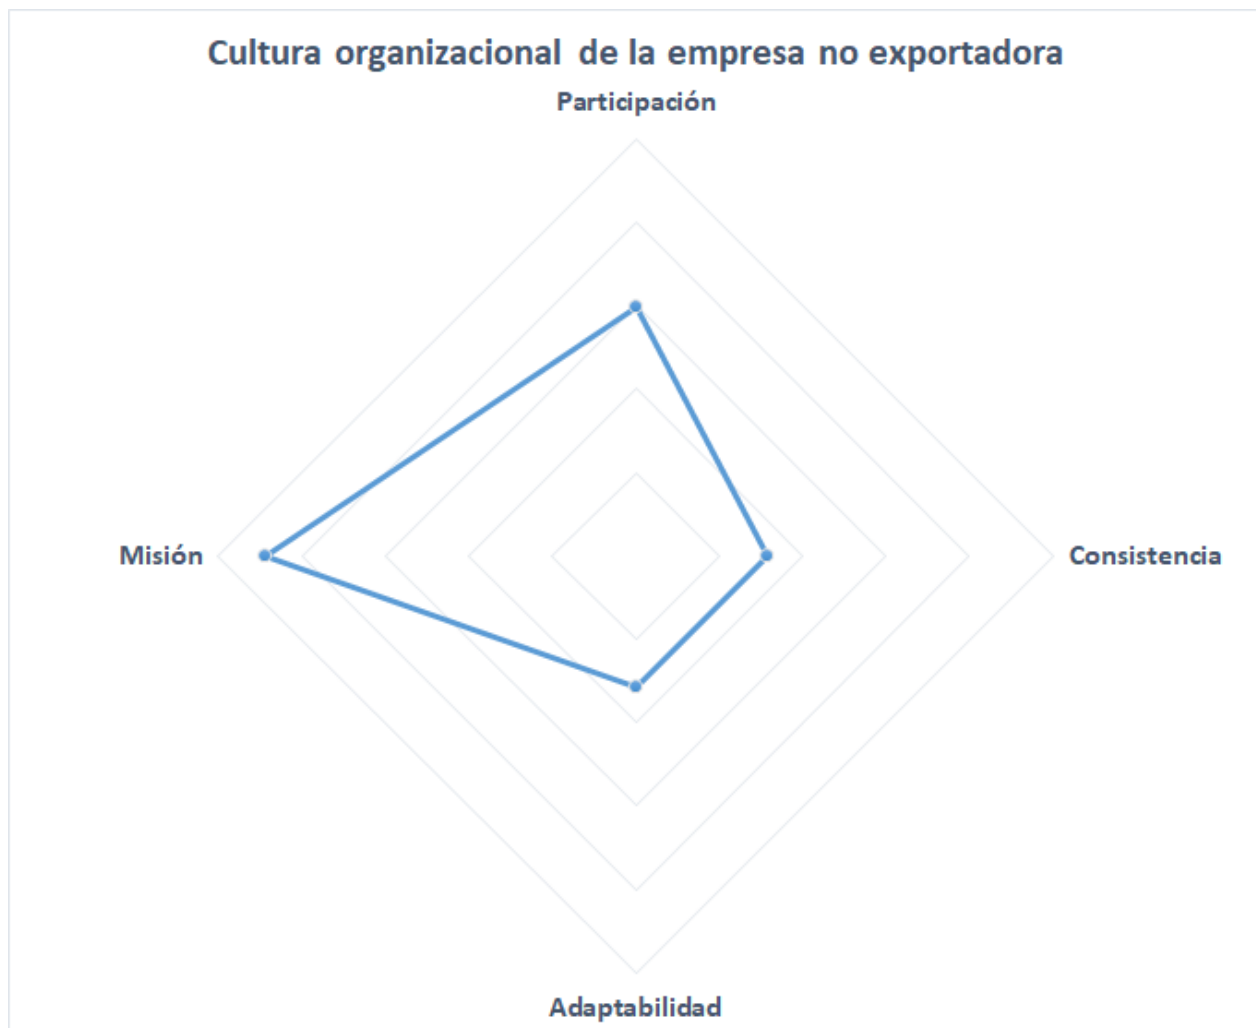 Cultura organizacional de la empresa no exportadora
Participación
Misión
Consistencia
Adaptabilidad